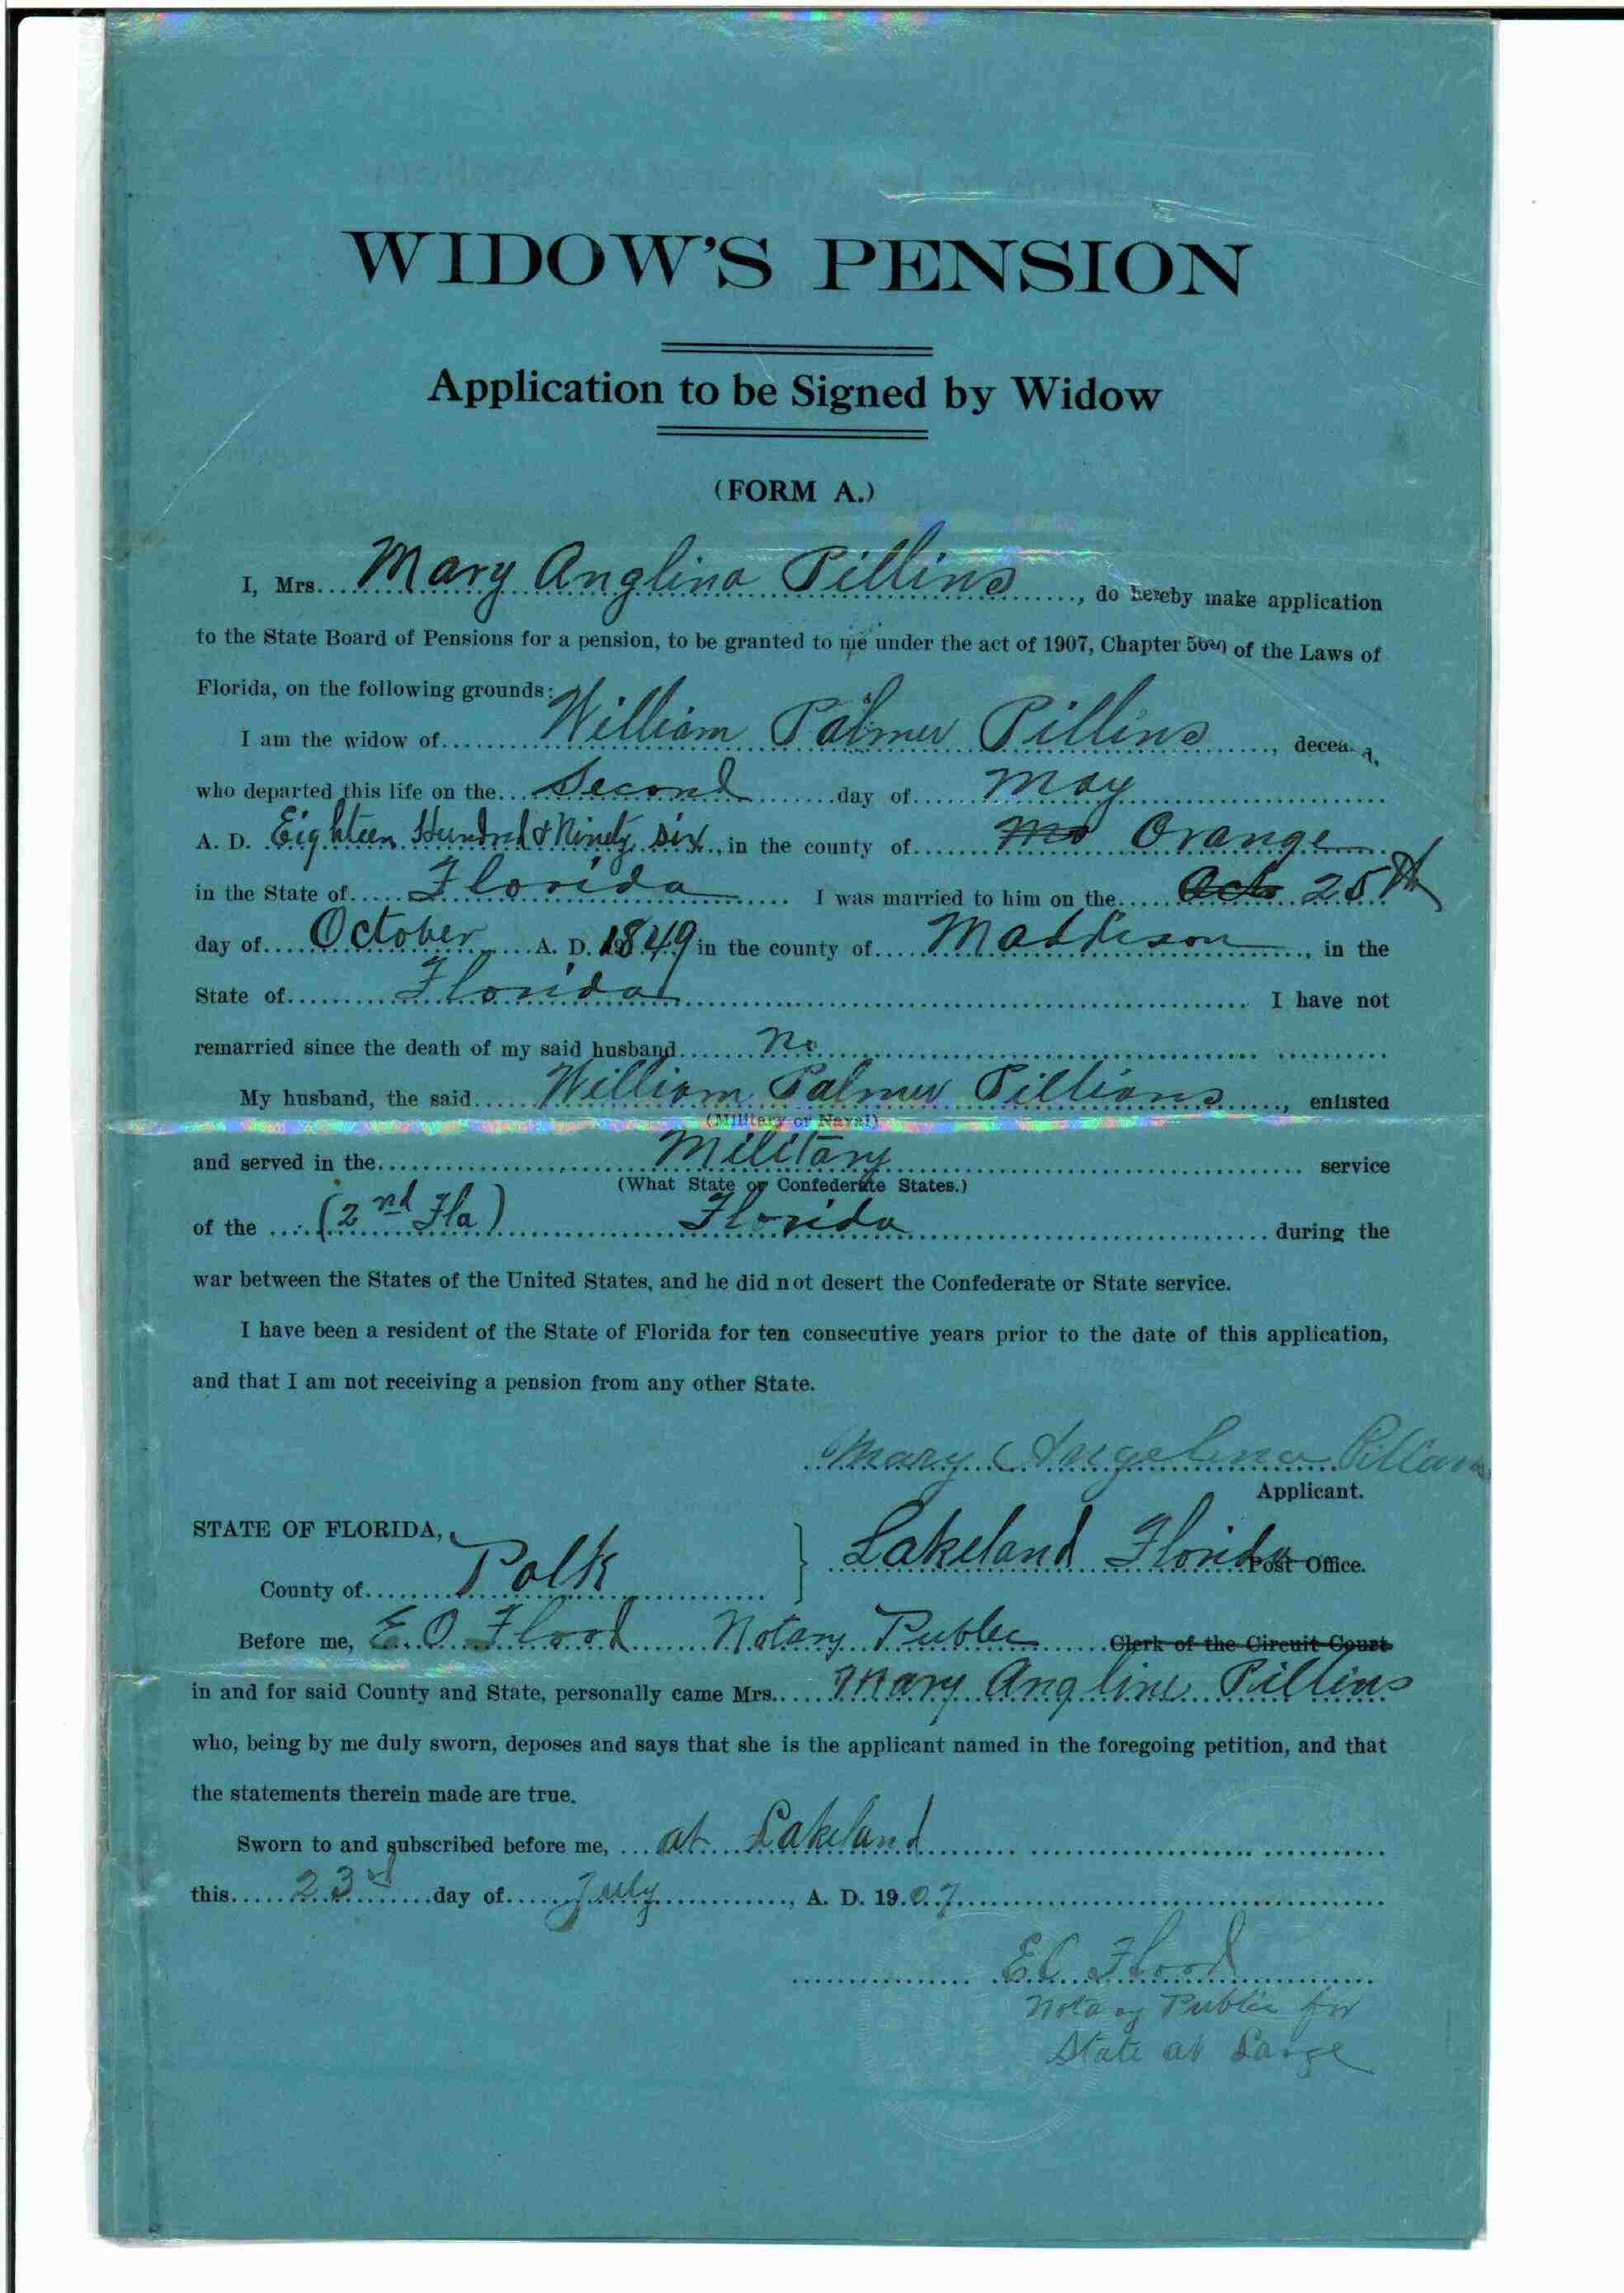 WIDOW'S PENSION
Application to be Signed by Widow
(FORM A.)
I, Mrs. Mary Anglina Pillins, do hereby make application
to the State Board of Pensions for a pension, to be granted to me under the act of 1907, Chapter of the Laws of
Florida, on the following grounds:
I am the widow of William Palmer Pillins,
who departed this life on the Second day of May
A. D. Eighteen Hundred & Ninety six, in the county of Mo Orange
in the State of Florida I was married to him on the Octo 25th
day of October A. D. 1849 in the county of Maddison, in the
State of Florida I have not
remarried since the death of my said husband No
My husband, the said William Palmer Pillians, enlisted
(Military or Naval)
and served in the Military service
(What State or Confederate States.)
of the (2nd Fla) Florida during the
war between the States of the United States, and he did not desert the Confederate or State service.
I have been a resident of the State of Florida for ten consecutive years prior to the date of this application,
and that I am not receiving a pension from any other State.
Mary Angelina Pillans
Applicant.
STATE OF FLORIDA,
County of Polk
Lakeland Florida Post Office.
Before me, E. O. Flood Notary Public Clerk of the Circuit Court
in and for said County and State, personally came Mrs. Mary Angline Pillins
who, being by me duly sworn, deposes and says that she is the applicant named in the foregoing petition, and that
the statements therein made are true.
Sworn to and subscribed before me, at Lakeland
this 23rd day of July, A. D. 1907
E O Flood
Notary Public for
State at Large